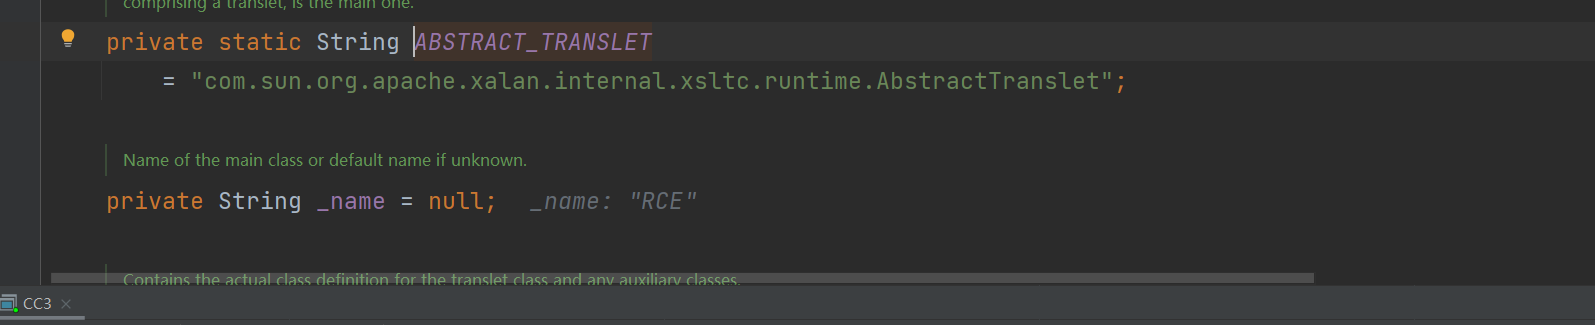 comprising a translet, is the main one.
private static String ABSTRACT_TRANSLET
= "com.sun.org.apache.xalan.internal.xsltc.runtime.AbstractTranslet";
Name of the main class or default name if unknown.
private String _name = null; _name: "RCE"
Contains the actual class definition for the translet class and any auxiliary classes.
CC3